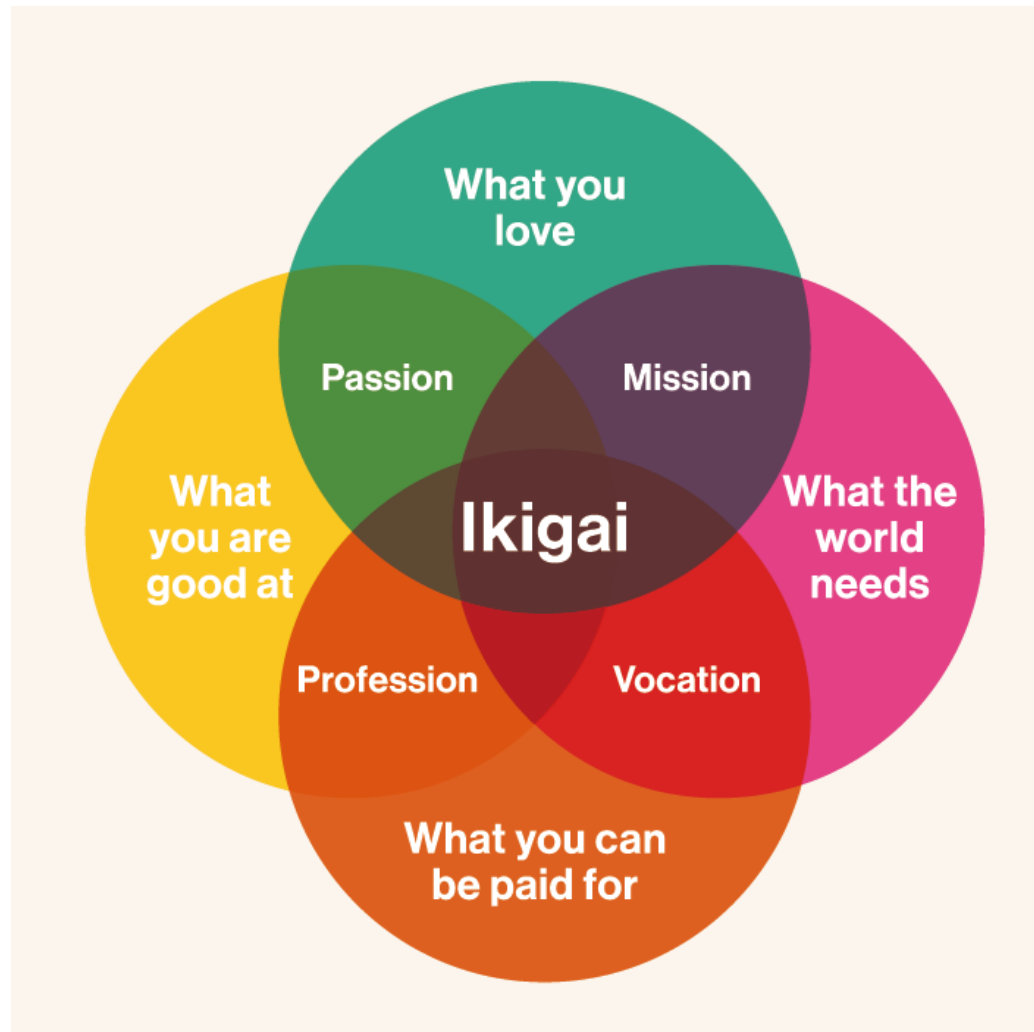 What you
love
Passion
Mission
What
you are
good at
Ikigai
What the
world
needs
Profession
Vocation
What you can
be paid for